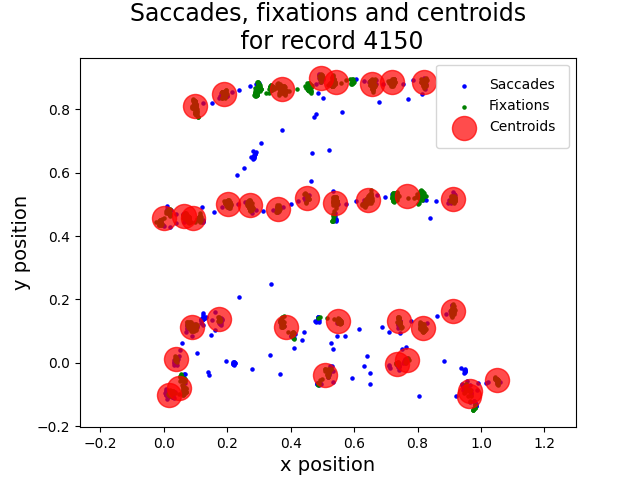 Saccades, fixations and centroids
for record 4150
Saccades
Fixations
Centroids
y position
0.8
0.6
0.4
0.2
0.0
−0.2
−0.2
0.0
0.2
0.4
0.6
0.8
1.0
1.2
x position